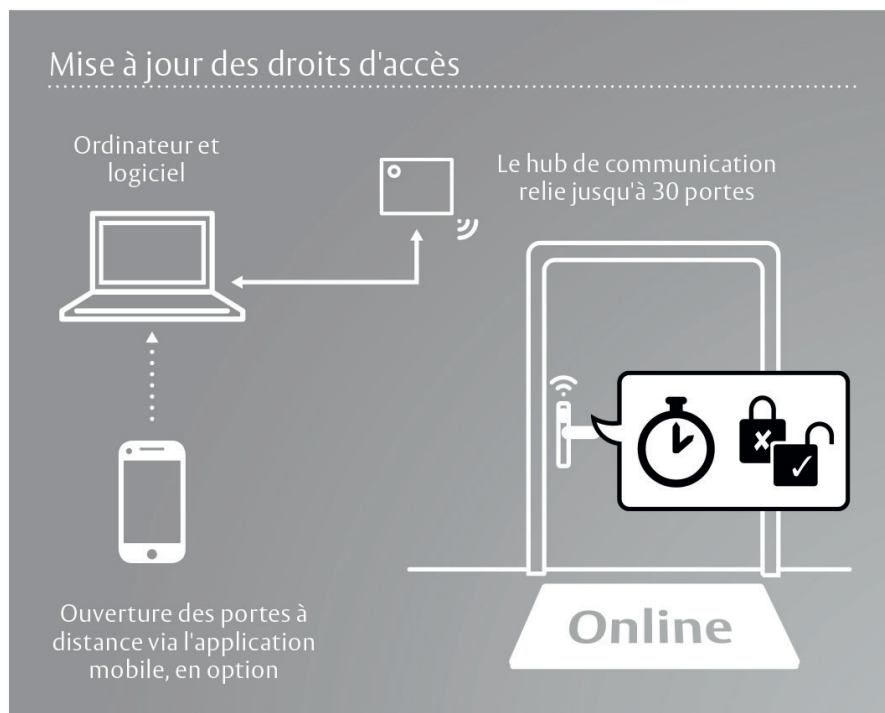 Mise à jour des droits d'accès
Ordinateur et
logiciel
Le hub de communication
relie jusqu'à 30 portes
Ouverture des portes à
distance via l'application
mobile, en option
Online